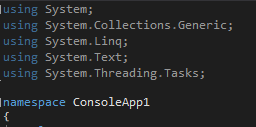 using System;
using System.Collections.Generic;
using System.Linq;
using System.Text;
using System.Threading.Tasks;
namespace ConsoleApp1
{